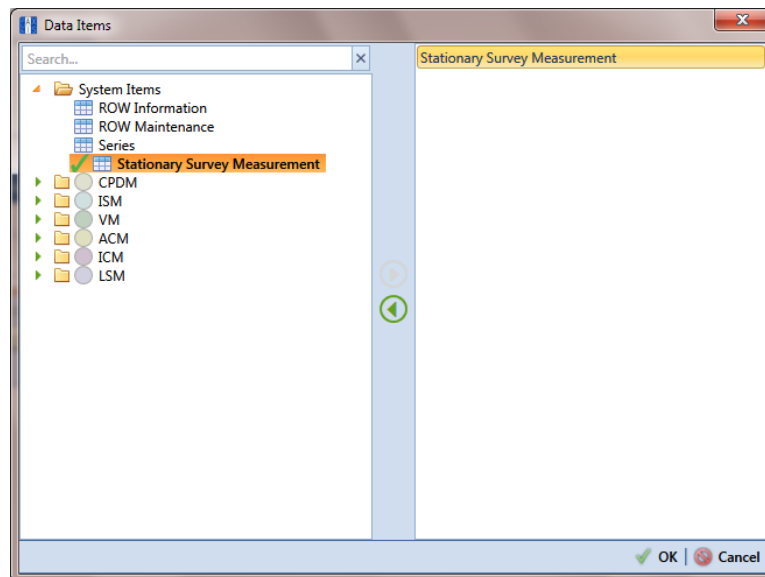 Data Items
Search...
Stationary Survey Measurement
System Items
ROW Information
ROW Maintenance
Series
Stationary Survey Measurement
CPDM
ISM
VM
ACM
ICM
LSM
OK
Cancel